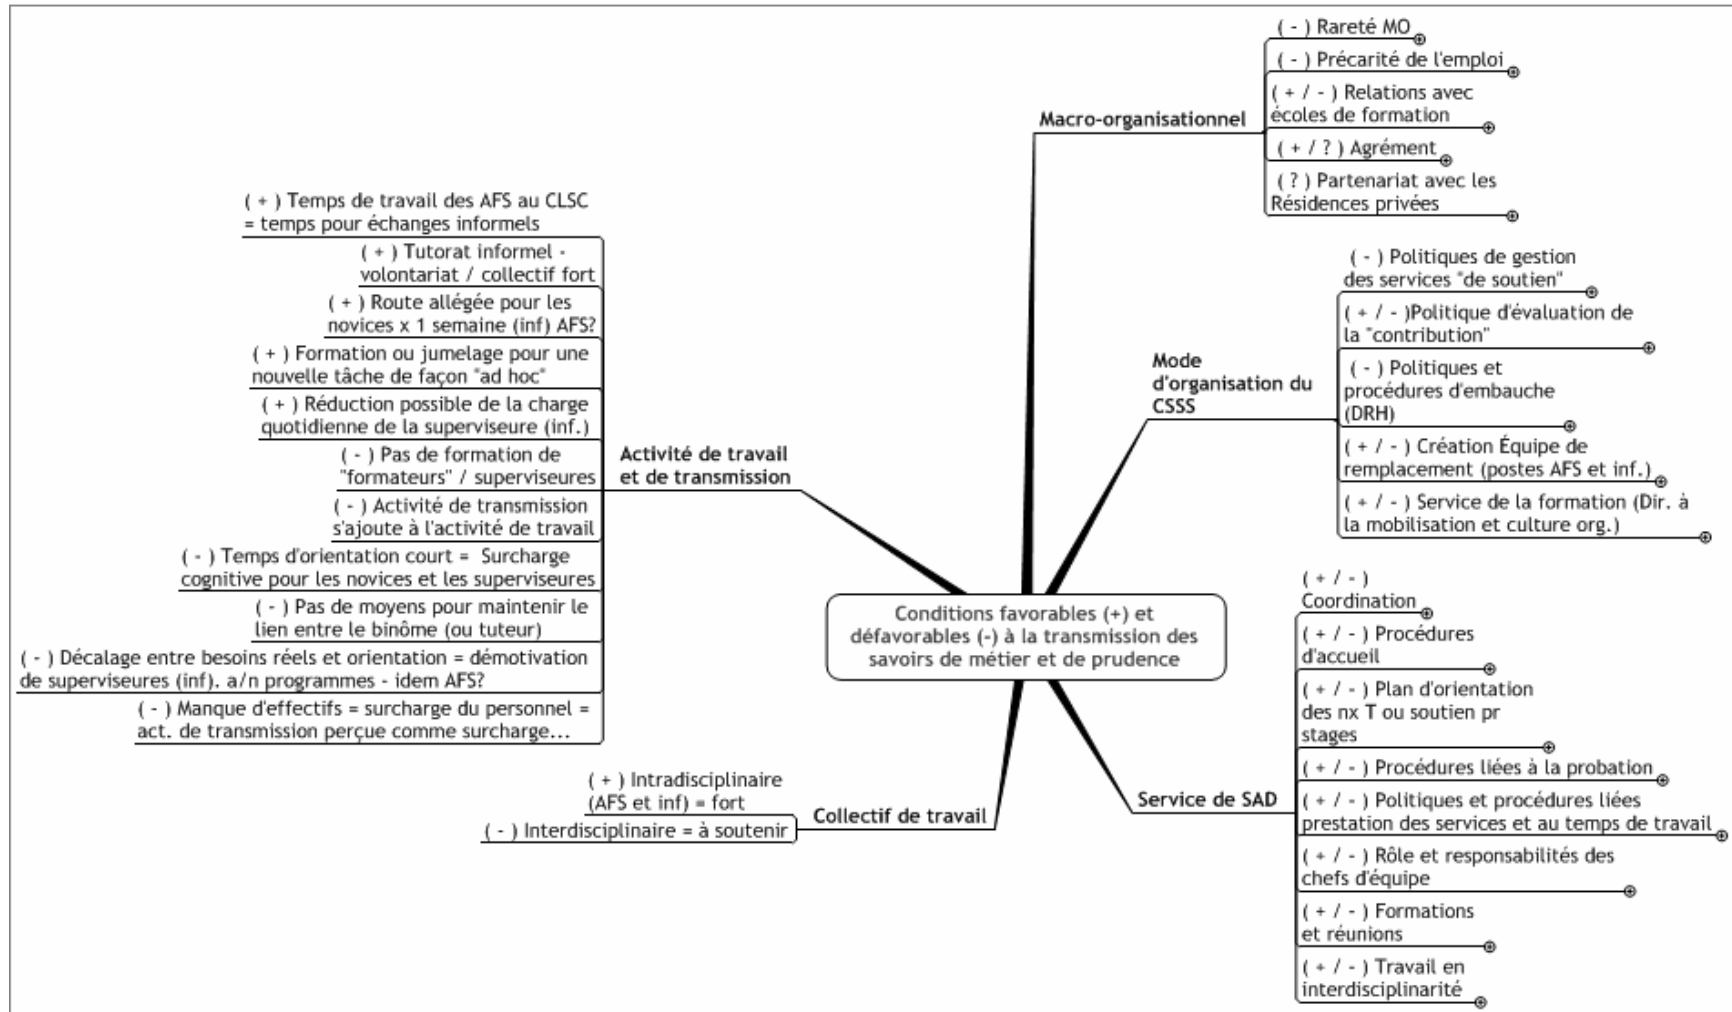 Conditions favorables (+) et
défavorables (-) à la transmission des
savoirs de métier et de prudence
Macro-organisationnel
( - ) Rareté MO
( - ) Précarité de l'emploi
( + / - ) Relations avec
écoles de formation
( + / ? ) Agrément
( ? ) Partenariat avec les
Résidences privées
Mode
d'organisation du
CSSS
( - ) Politiques de gestion
des services "de soutien"
( + / - )Politique d'évaluation de
la "contribution"
( - ) Politiques et
procédures d'embauche
(DRH)
( + / - ) Création Équipe de
remplacement (postes AFS et inf.)
( + / - ) Service de la formation (Dir. à
la mobilisation et culture org.)
Service de SAD
( + / - )
Coordination
( + / - ) Procédures
d'accueil
( + / - ) Plan d'orientation
des nx T ou soutien pr
stages
( + / - ) Procédures liées à la probation
( + / - ) Politiques et procédures liées
prestation des services et au temps de travail
( + / - ) Rôle et responsabilités des
chefs d'équipe
( + / - ) Formations
et réunions
( + / - ) Travail en
interdisciplinarité
Activité de travail
et de transmission
( + ) Temps de travail des AFS au CLSC
= temps pour échanges informels
( + ) Tutorat informel -
volontariat / collectif fort
( + ) Route allégée pour les
novices x 1 semaine (inf) AFS?
( + ) Formation ou jumelage pour une
nouvelle tâche de façon "ad hoc"
( + ) Réduction possible de la charge
quotidienne de la superviseure (inf.)
( - ) Pas de formation de
"formateurs" / superviseures
( - ) Activité de transmission
s'ajoute à l'activité de travail
( - ) Temps d'orientation court = Surcharge
cognitive pour les novices et les superviseures
( - ) Pas de moyens pour maintenir le
lien entre le binôme (ou tuteur)
( - ) Décalage entre besoins réels et orientation = démotivation
de superviseures (inf). a/n programmes - idem AFS?
( - ) Manque d'effectifs = surcharge du personnel =
act. de transmission perçue comme surcharge...
Collectif de travail
( + ) Intradisciplinaire
(AFS et inf) = fort
( - ) Interdisciplinaire = à soutenir